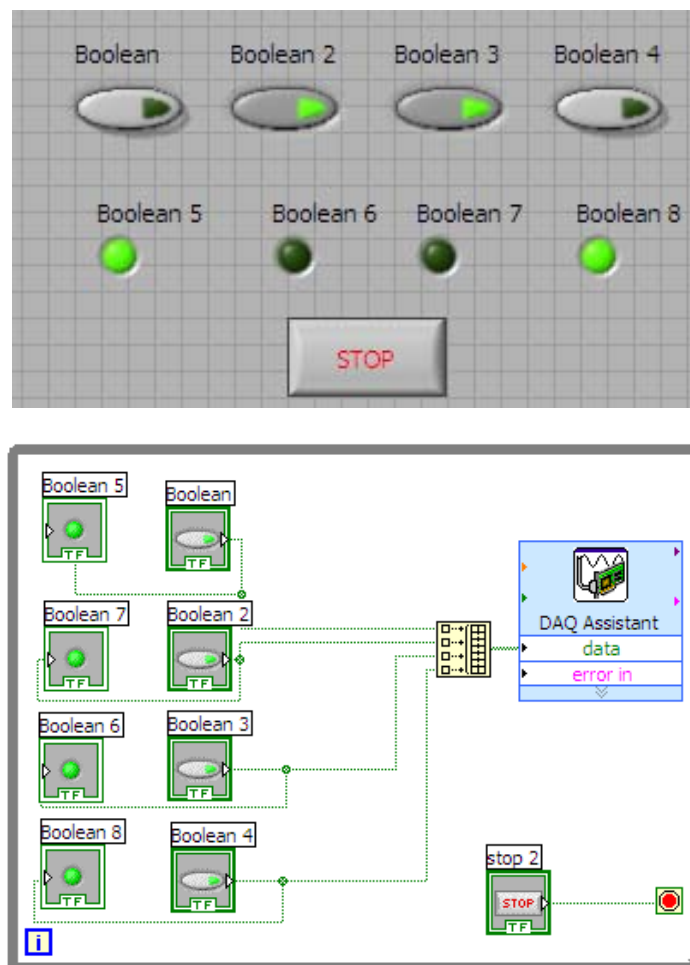 Boolean Boolean 2 Boolean 3 Boolean 4
Boolean 5 Boolean 6 Boolean 7 Boolean 8
STOP
Boolean 5 Boolean
TF TF
Boolean 7 Boolean 2
TF TF
DAQ Assistant
data
error in
Boolean 6 Boolean 3
TF TF
Boolean 8 Boolean 4
TF TF
stop 2
STOP
TF
i